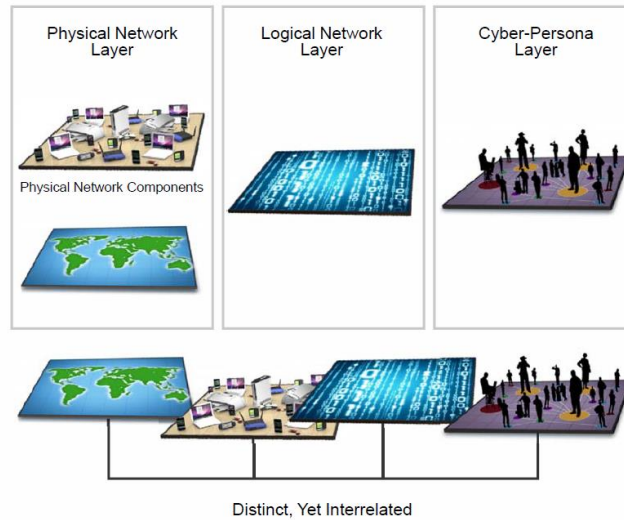 Physical Network
Layer
Logical Network
Layer
Cyber-Persona
Layer
Physical Network Components
Distinct, Yet Interrelated